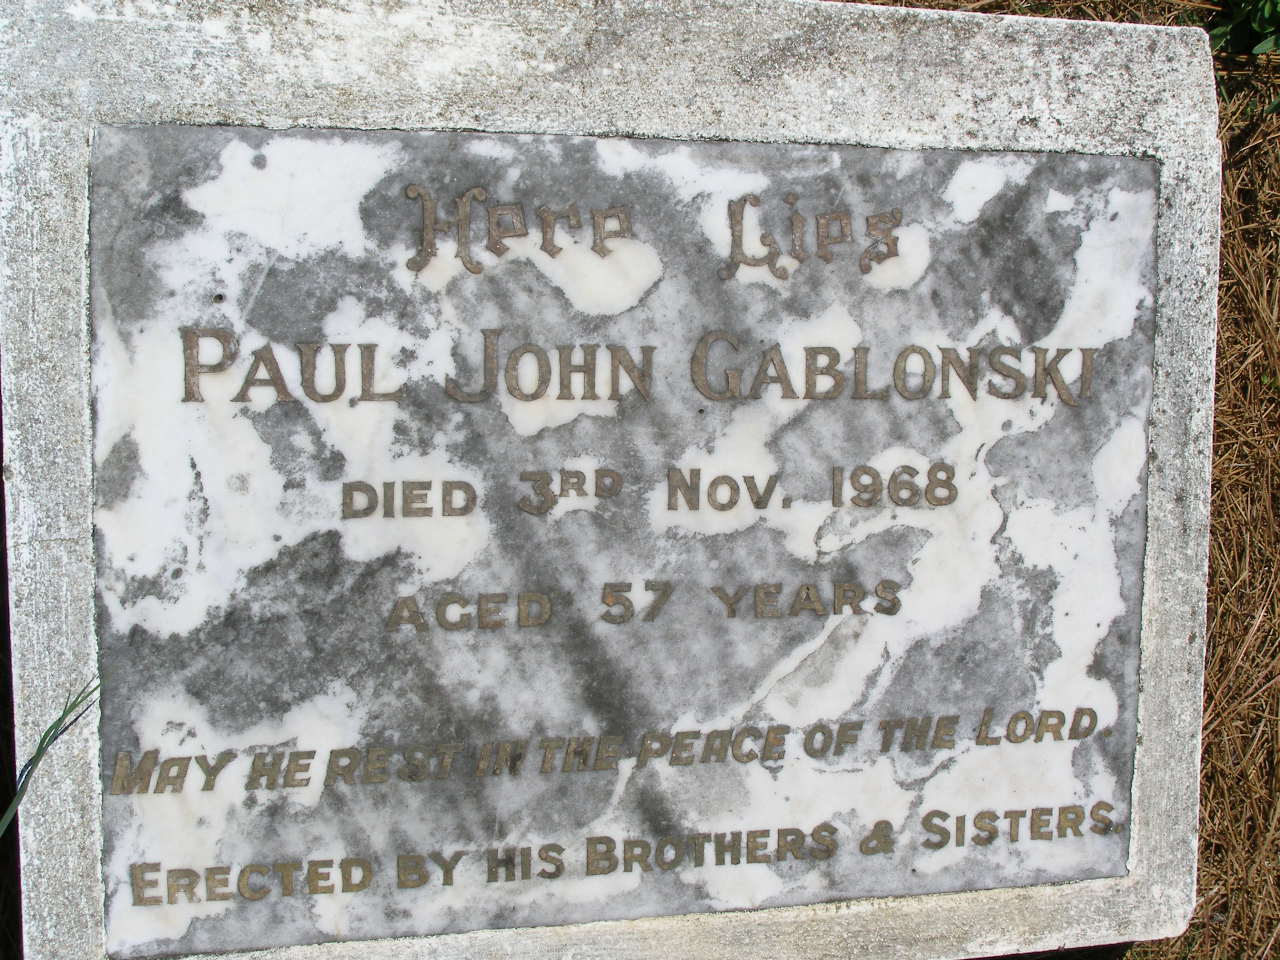 Here Lies
PAUL JOHN GABLONSKI
DIED 3RD NOV. 1968
AGED 57 YEARS
MAY HE REST IN THE PEACE OF THE LORD.
ERECTED BY HIS BROTHERS & SISTERS.